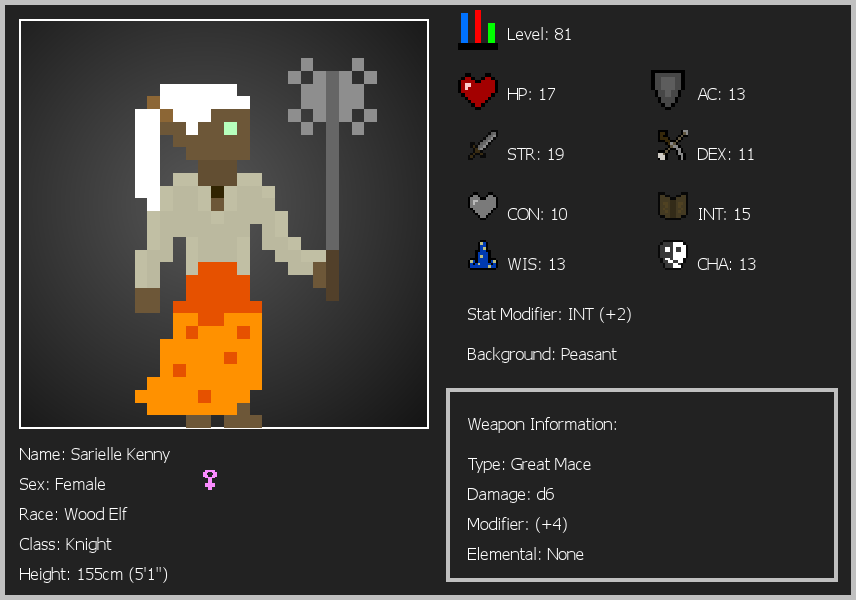 Level: 81
HP: 17
AC: 13
STR: 19
DEX: 11
CON: 10
INT: 15
WIS: 13
CHA: 13
Stat Modifier: INT (+2)
Background: Peasant
Weapon Information:
Type: Great Mace
Damage: d6
Modifier: (+4)
Elemental: None
Name: Sarielle Kenny
Sex: Female
Race: Wood Elf
Class: Knight
Height: 155cm (5'1")